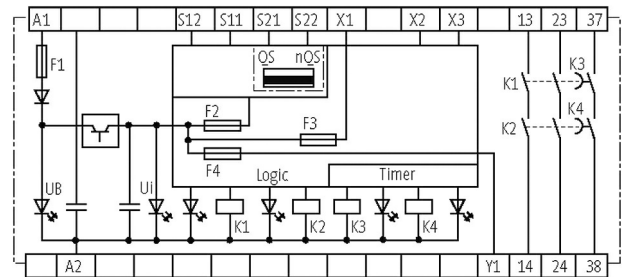 A1 S12 S11 S21 S22 X1 X2 X3 13 23 37
QS nQS
F1
K3
K1
F2
F3
K4
K2
F4
Logic Timer
UB Ui
K1 K2 K3 K4
A2 Y1 14 24 38